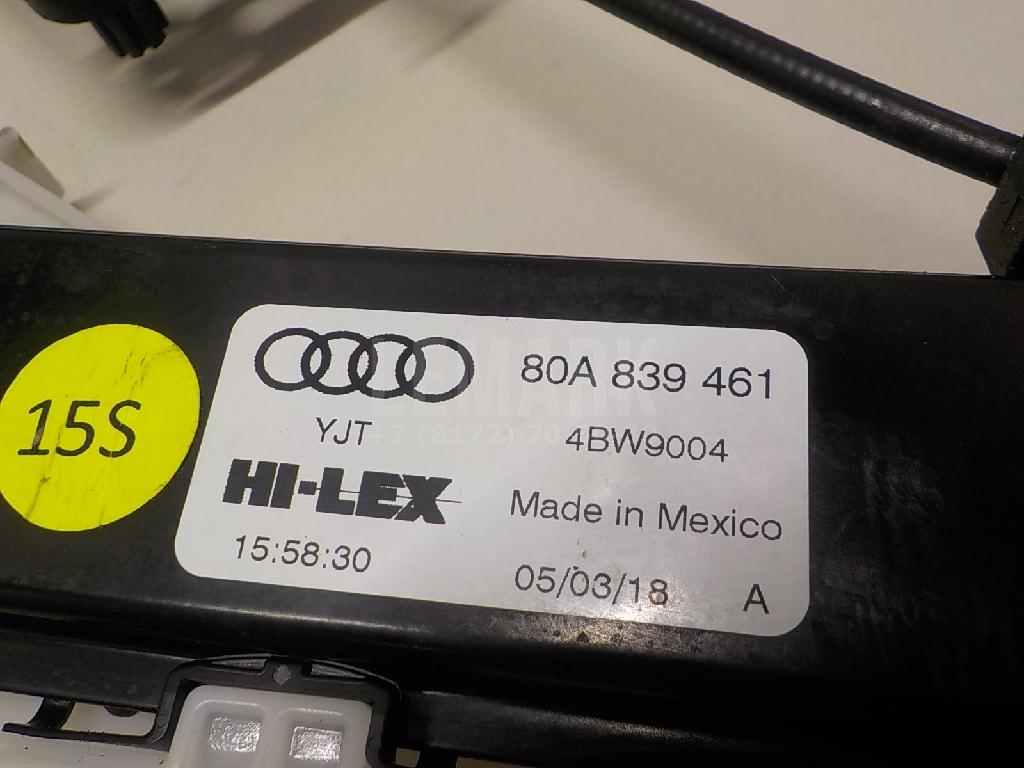 15S
80A 839 461
YJT
4BW9004
HI-LEX
Made in Mexico
15:58:30
05/03/18
A